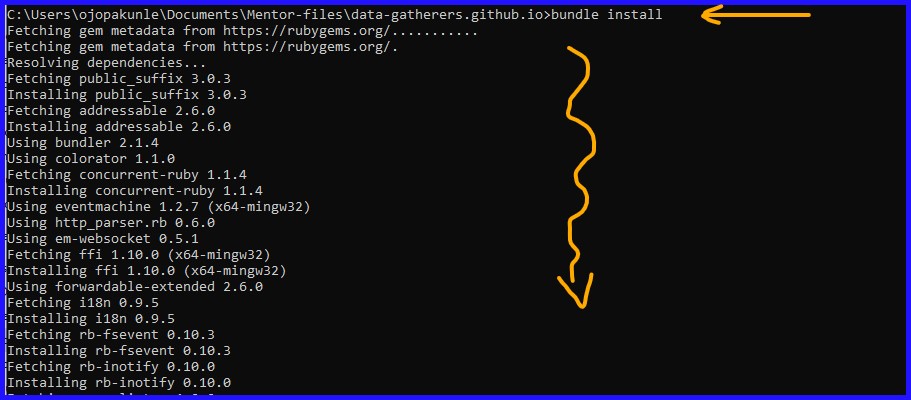 C:\Users\ojopakunle\Documents\Mentor-files\data-gatherers.github.io>bundle install
Fetching gem metadata from https://rubygems.org/...........
Fetching gem metadata from https://rubygems.org/.
Resolving dependencies...
Fetching public_suffix 3.0.3
Installing public_suffix 3.0.3
Fetching addressable 2.6.0
Installing addressable 2.6.0
Using bundler 2.1.4
Using colorator 1.1.0
Fetching concurrent-ruby 1.1.4
Installing concurrent-ruby 1.1.4
Using eventmachine 1.2.7 (x64-mingw32)
Using http_parser.rb 0.6.0
Using em-websocket 0.5.1
Fetching ffi 1.10.0 (x64-mingw32)
Installing ffi 1.10.0 (x64-mingw32)
Using forwardable-extended 2.6.0
Fetching i18n 0.9.5
Installing i18n 0.9.5
Fetching rb-fsevent 0.10.3
Installing rb-fsevent 0.10.3
Fetching rb-inotify 0.10.0
Installing rb-inotify 0.10.0